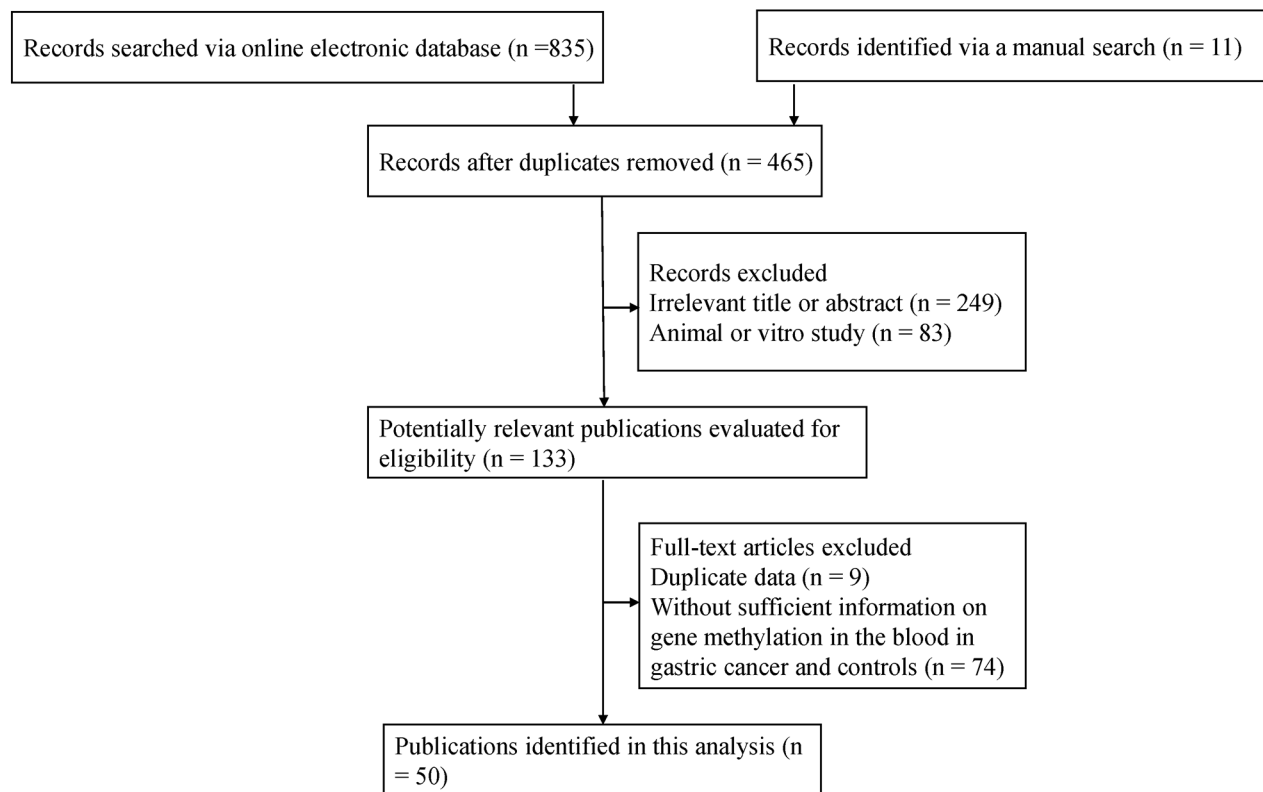 Records searched via online electronic database (n =835)
Records identified via a manual search (n = 11)
Records after duplicates removed (n = 465)
Records excluded
Irrelevant title or abstract (n = 249)
Animal or vitro study (n = 83)
Potentially relevant publications evaluated for
eligibility (n = 133)
Full-text articles excluded
Duplicate data (n = 9)
Without sufficient information on
gene methylation in the blood in
gastric cancer and controls (n = 74)
Publications identified in this analysis (n
= 50)